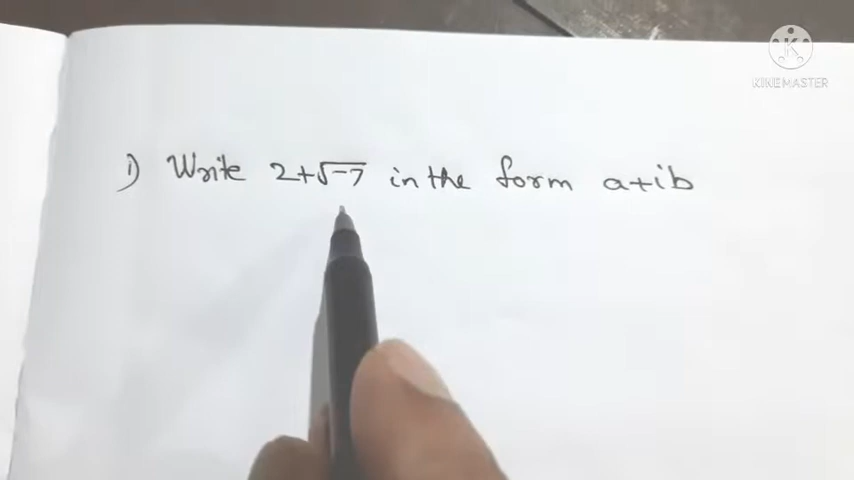 K
KINEMASTER
1) Write 2+√-7 in the form a+ib